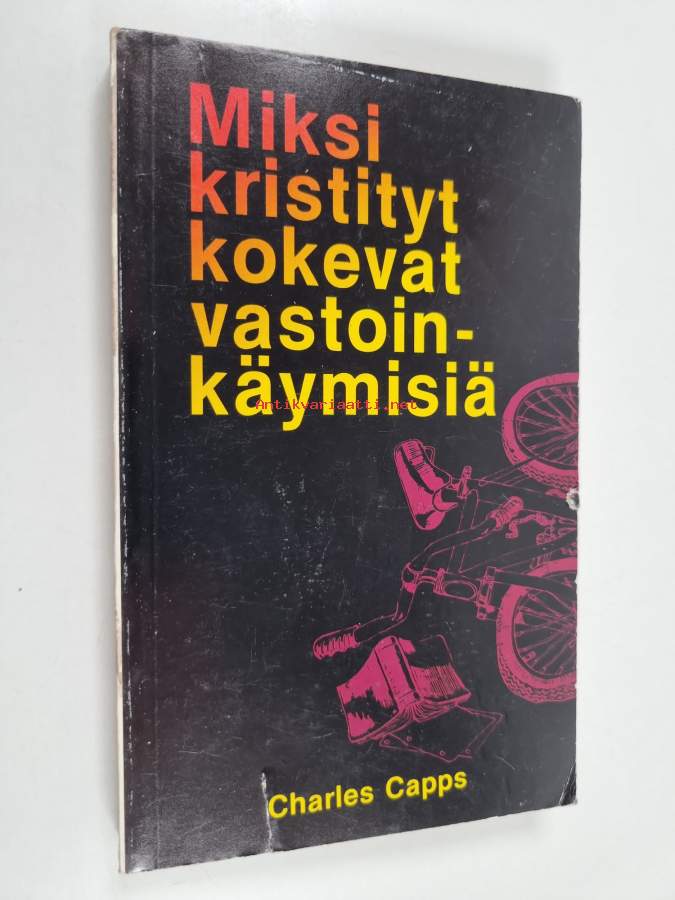 Miksi
kristityt
kokevat
vastoin-
käymisiä
Antikvariaatti.net
Charles Capps